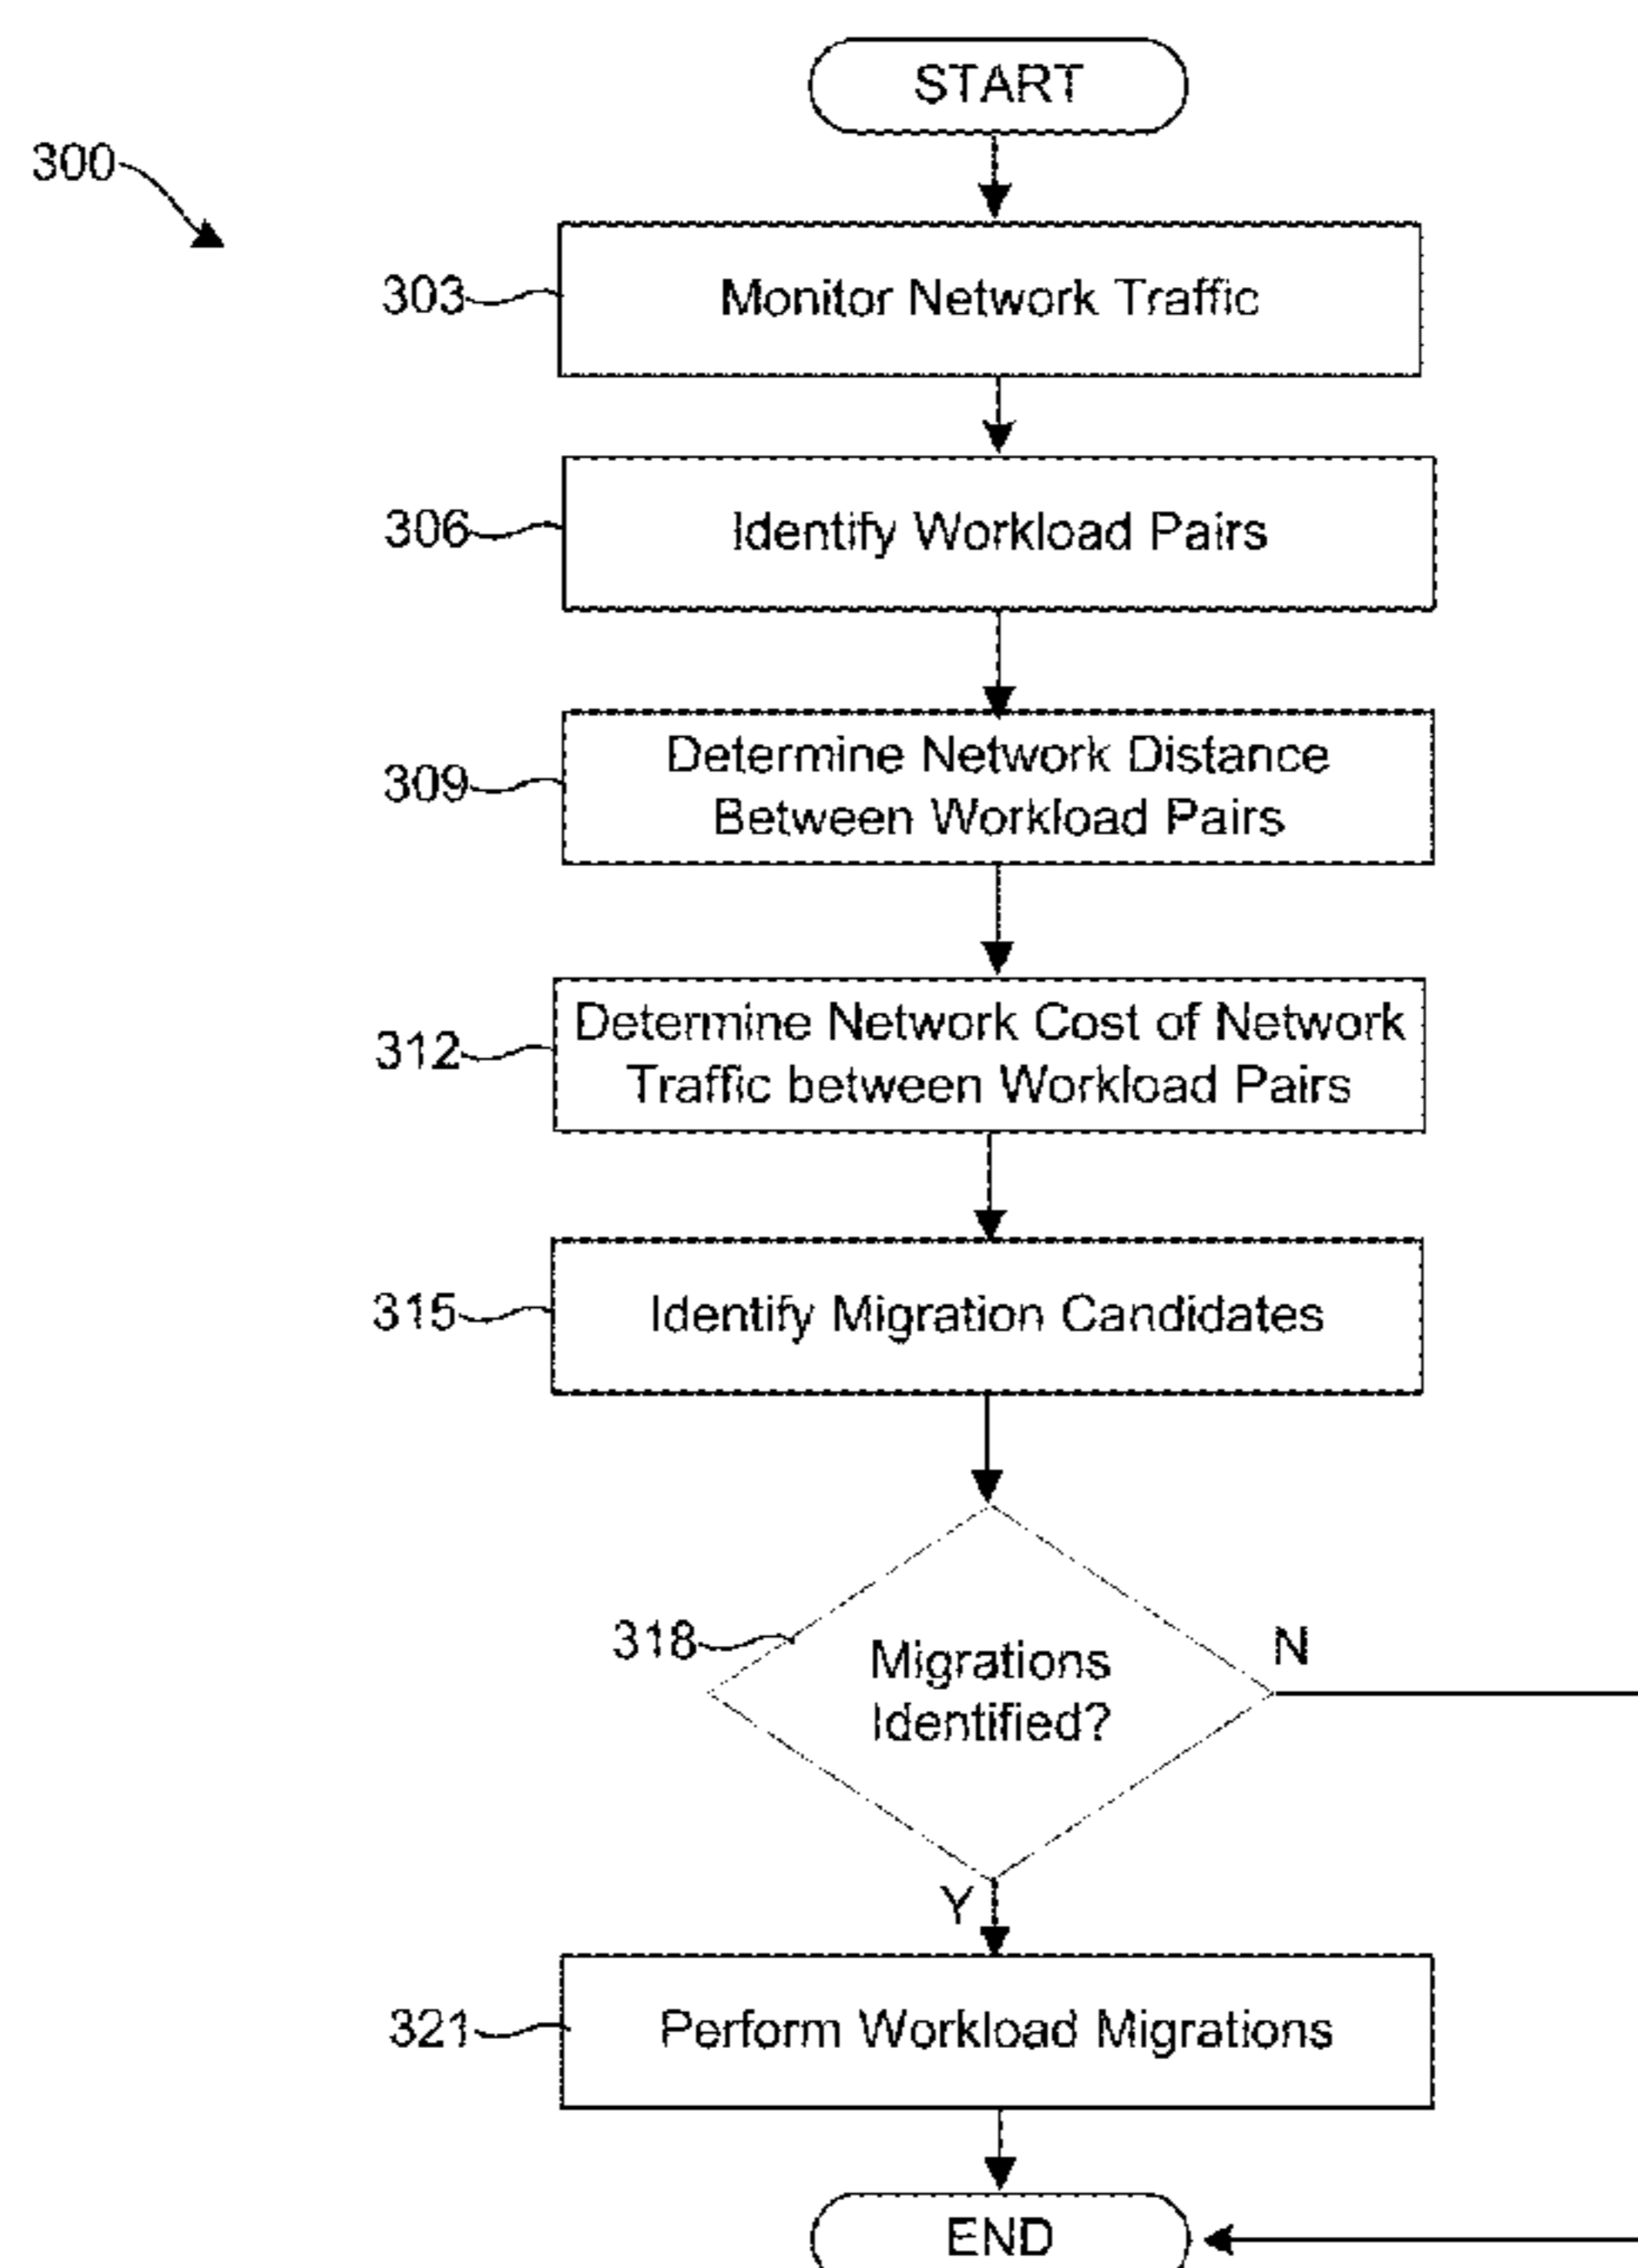 START
300
303
Monitor Network Traffic
306
Identify Workload Pairs
309
Determine Network Distance
Between Workload Pairs
312
Determine Network Cost of Network
Traffic between Workload Pairs
315
Identify Migration Candidates
318
Migrations
Identified?
N
Y
321
Perform Workload Migrations
END